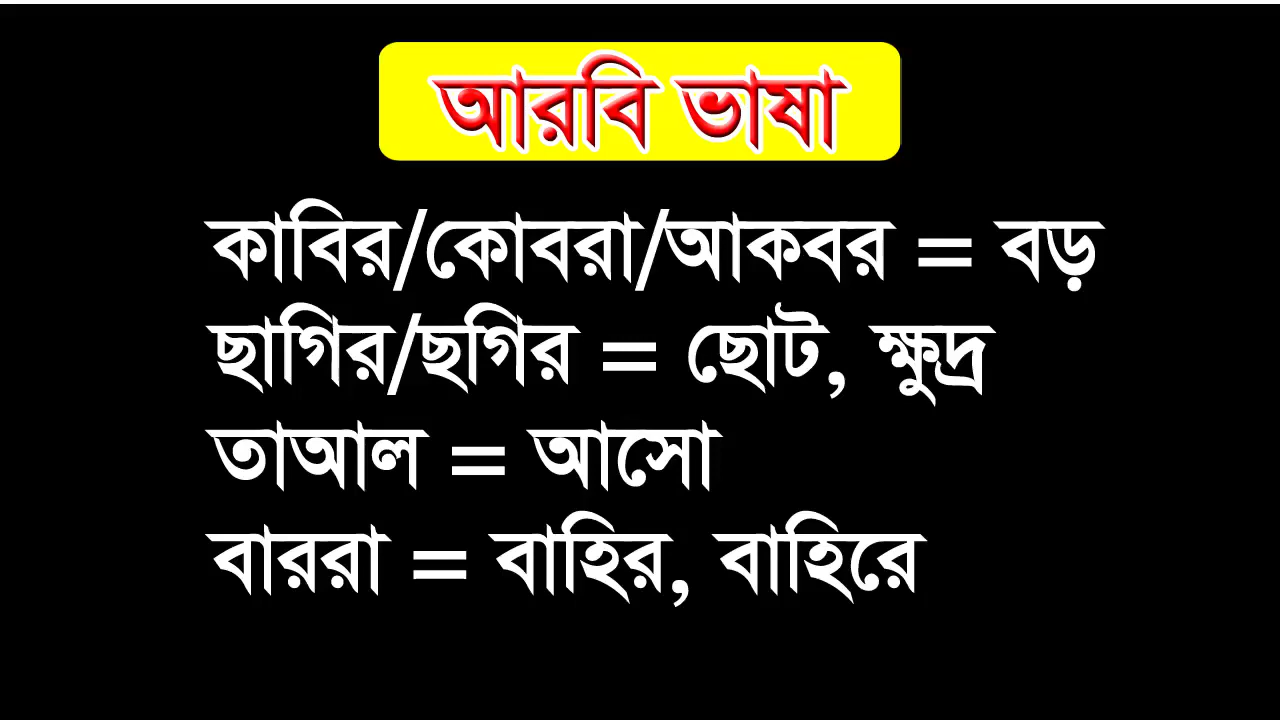 আরবি ভাষা
কাবির/কোবরা/আকবর = বড়
ছাগির/ছগির = ছোট, ক্ষুদ্র
তাআল = আসো
বাররা = বাহির, বাহিরে